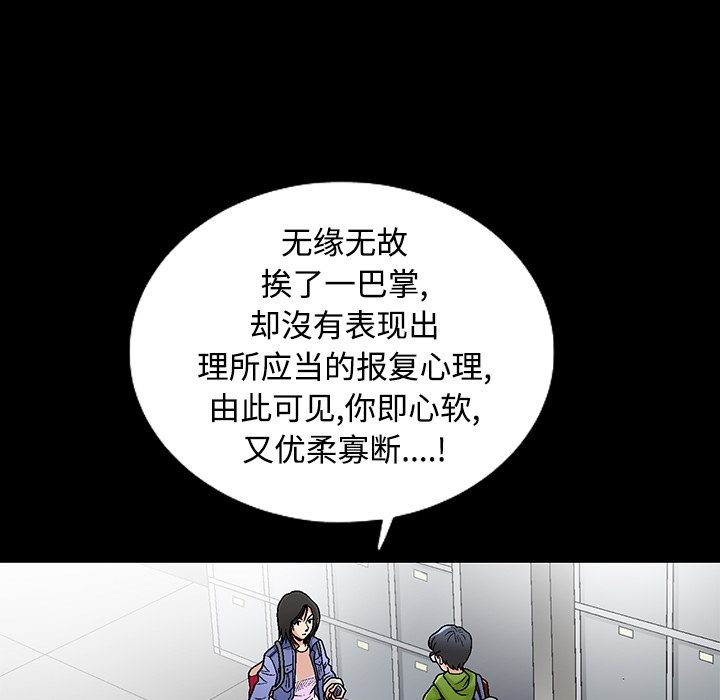 无缘无故
挨了一巴掌,
却沒有表现出
理所应当的报复心理,
由此可见,你即心软,
又优柔寡断....!